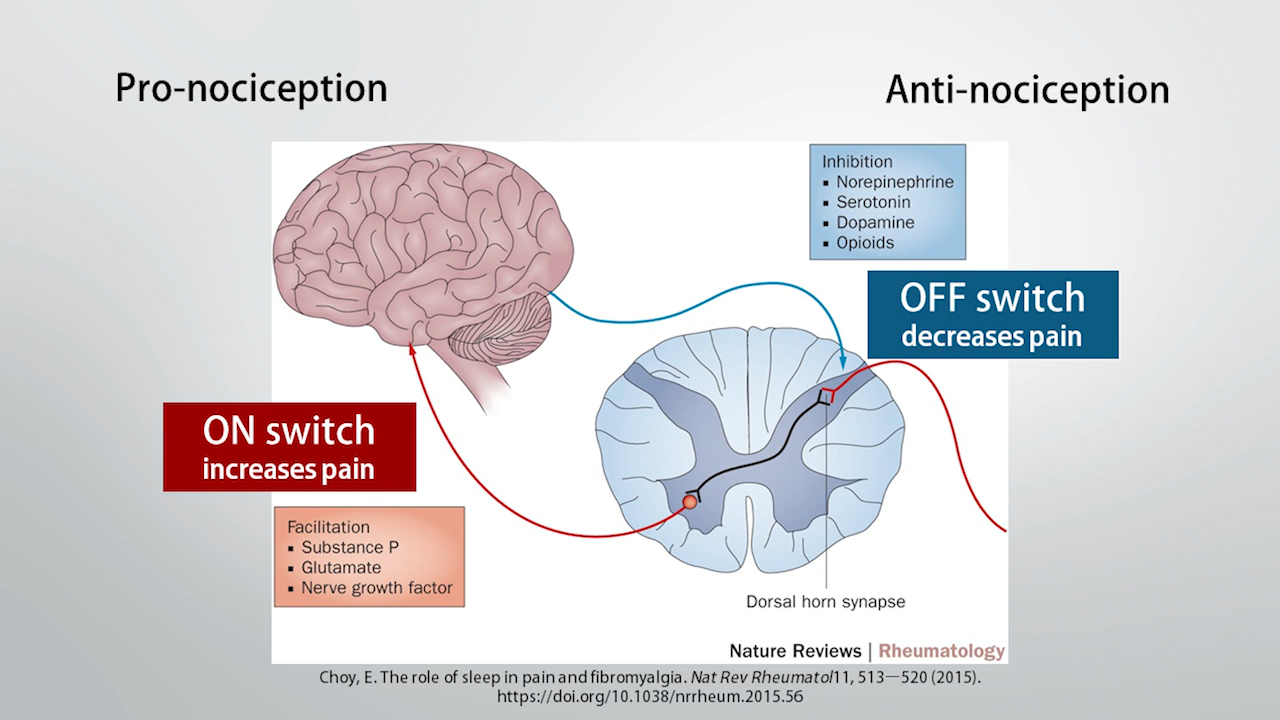 Pro-nociception
Anti-nociception
Inhibition
▪ Norepinephrine
▪ Serotonin
▪ Dopamine
▪ Opioids
OFF switch
decreases pain
ON switch
increases pain
Facilitation
▪ Substance P
▪ Glutamate
▪ Nerve growth factor
Dorsal horn synapse
Nature Reviews | Rheumatology
Choy, E. The role of sleep in pain and fibromyalgia. Nat Rev Rheumatol11, 513—520 (2015).
https://doi.org/10.1038/nrrheum.2015.56